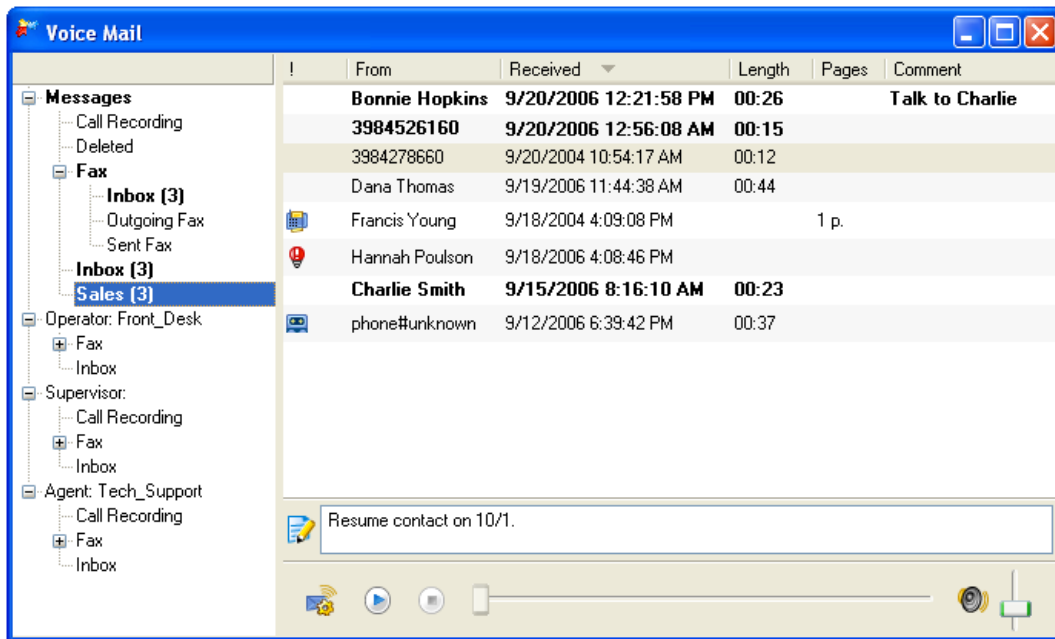 Voice Mail
! From Received Length Pages Comment
Messages
Call Recording
Deleted
Fax
Inbox (3)
Outgoing Fax
Sent Fax
Inbox (3)
Sales (3)
Operator: Front_Desk
Fax
Inbox
Supervisor:
Call Recording
Fax
Inbox
Agent: Tech_Support
Call Recording
Fax
Inbox
Bonnie Hopkins 9/20/2006 12:21:58 PM 00:26 Talk to Charlie
3984526160 9/20/2006 12:56:08 AM 00:15
3984278660 9/20/2004 10:54:17 AM 00:12
Dana Thomas 9/19/2006 11:44:38 AM 00:44
Francis Young 9/18/2004 4:09:08 PM 1 p.
Hannah Poulson 9/18/2006 4:08:46 PM
Charlie Smith 9/15/2006 8:16:10 AM 00:23
phone#unknown 9/12/2006 6:39:42 PM 00:37
Resume contact on 10/1.